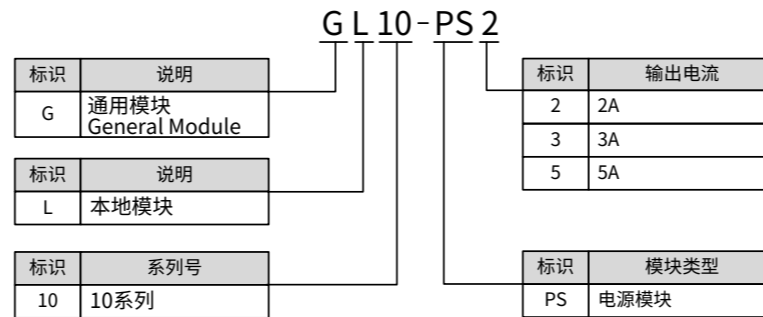 GL10-PS2
标识 说明
G 通用模块
General Module
标识 说明
L 本地模块
标识 系列号
10 10系列
标识 输出电流
2 2A
3 3A
5 5A
标识 模块类型
PS 电源模块